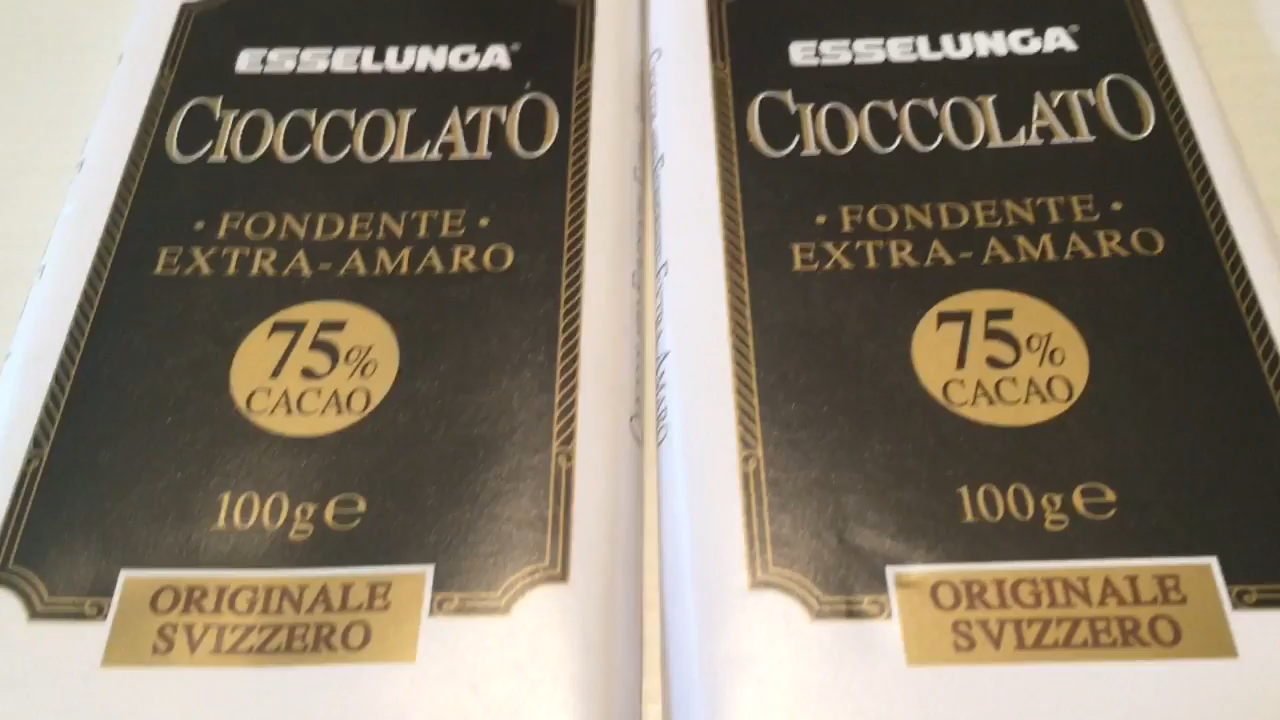 ESSELUNGA
CIOCCOLATO
• FONDENTE •
EXTRA-AMARO
75%
CACAO
100g ℮
ORIGINALE
SVIZZERO
ESSELUNGA
CIOCCOLATO
• FONDENTE •
EXTRA-AMARO
75%
CACAO
100g ℮
ORIGINALE
SVIZZERO